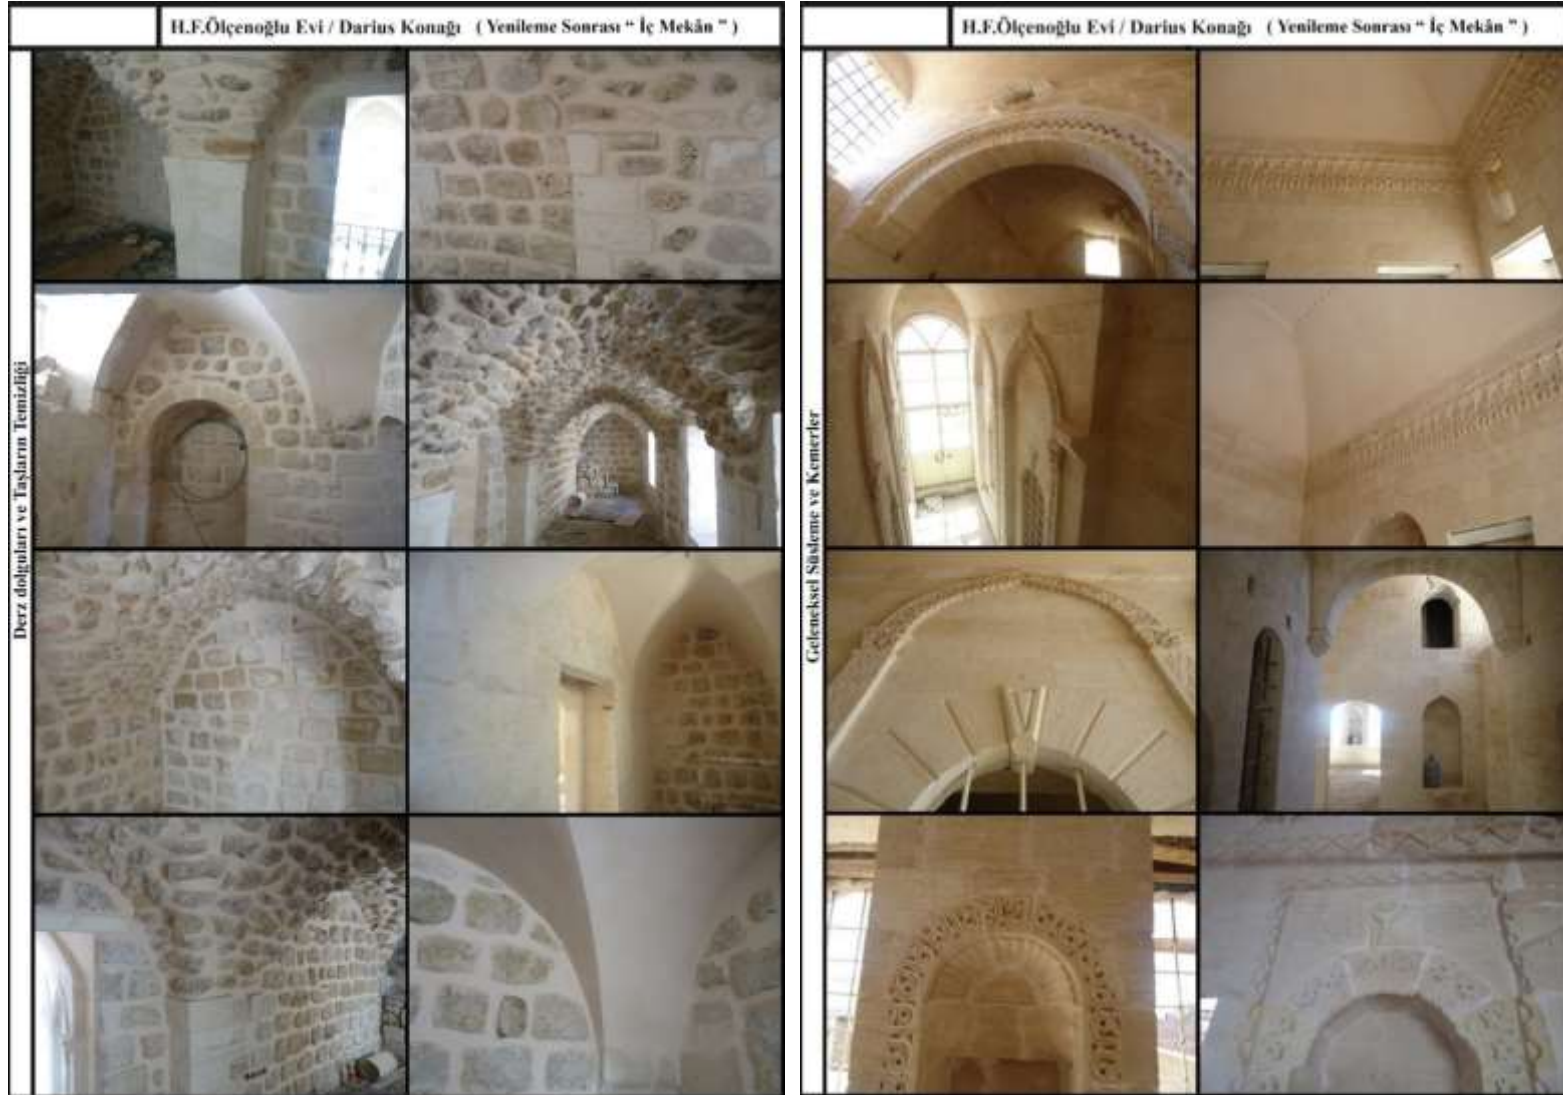 H.F.Ölçenoğlu Evi / Darius Konağı ( Yenileme Sonrası “ İç Mekân ” )
Derz dolguları ve Taşların Temizliği
H.F.Ölçenoğlu Evi / Darius Konağı ( Yenileme Sonrası “ İç Mekân ” )
Geleneksel Süsleme ve Kemerler